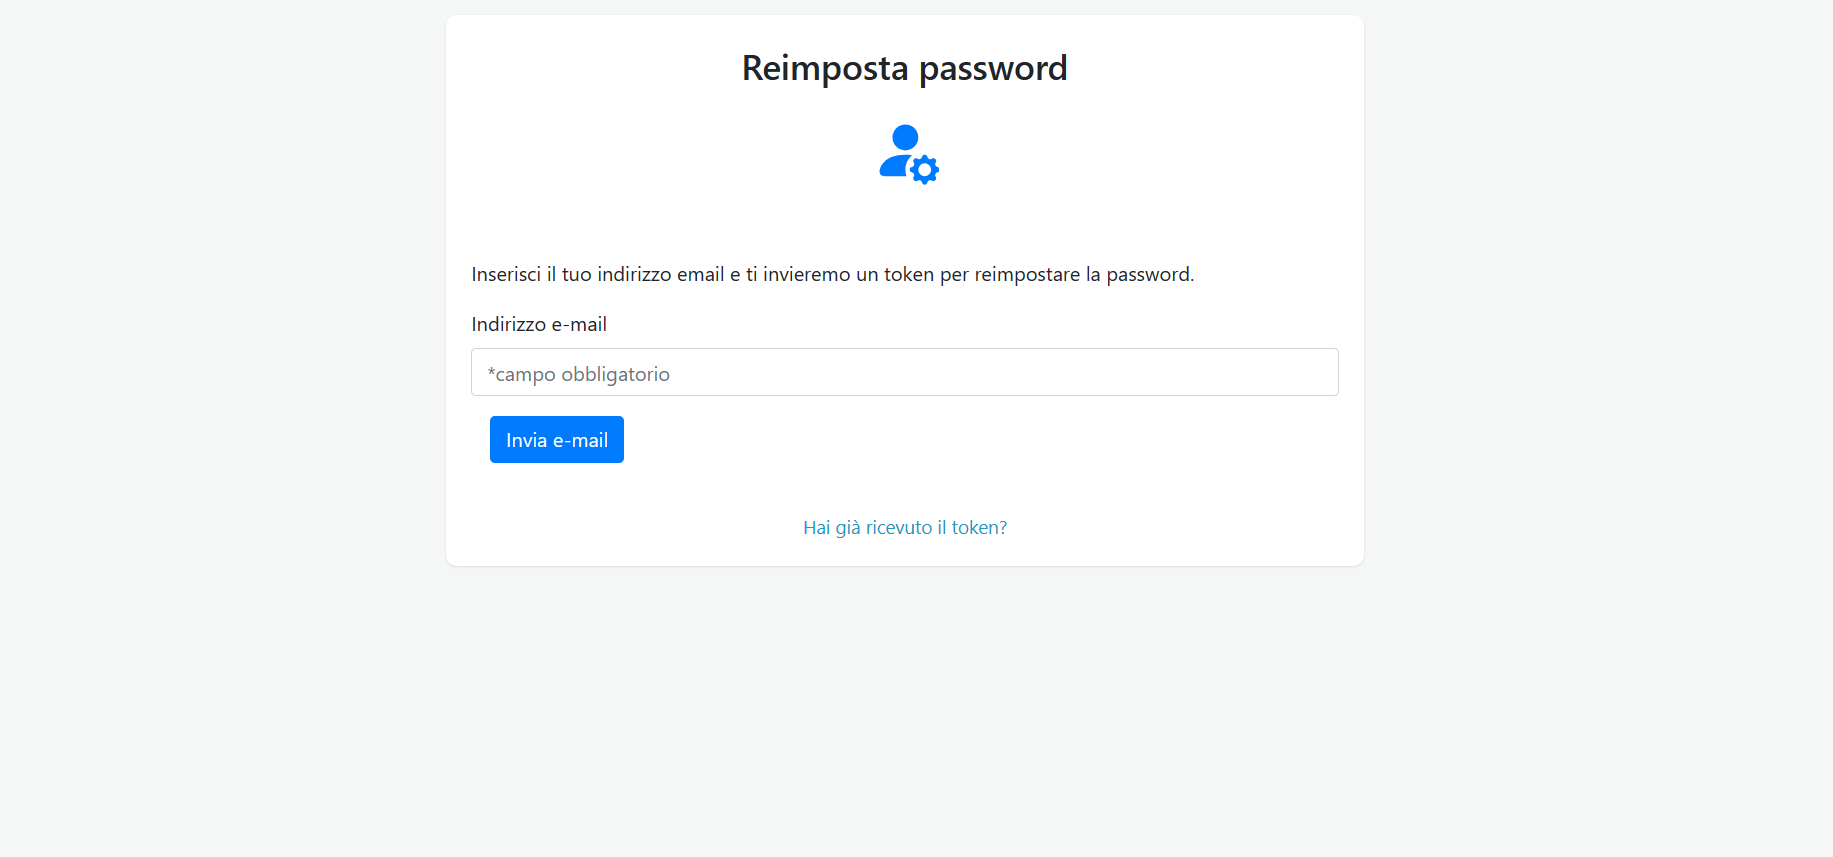 Reimposta password
Inserisci il tuo indirizzo email e ti invieremo un token per reimpostare la password.
Indirizzo e-mail
*campo obbligatorio
Invia e-mail
Hai già ricevuto il token?